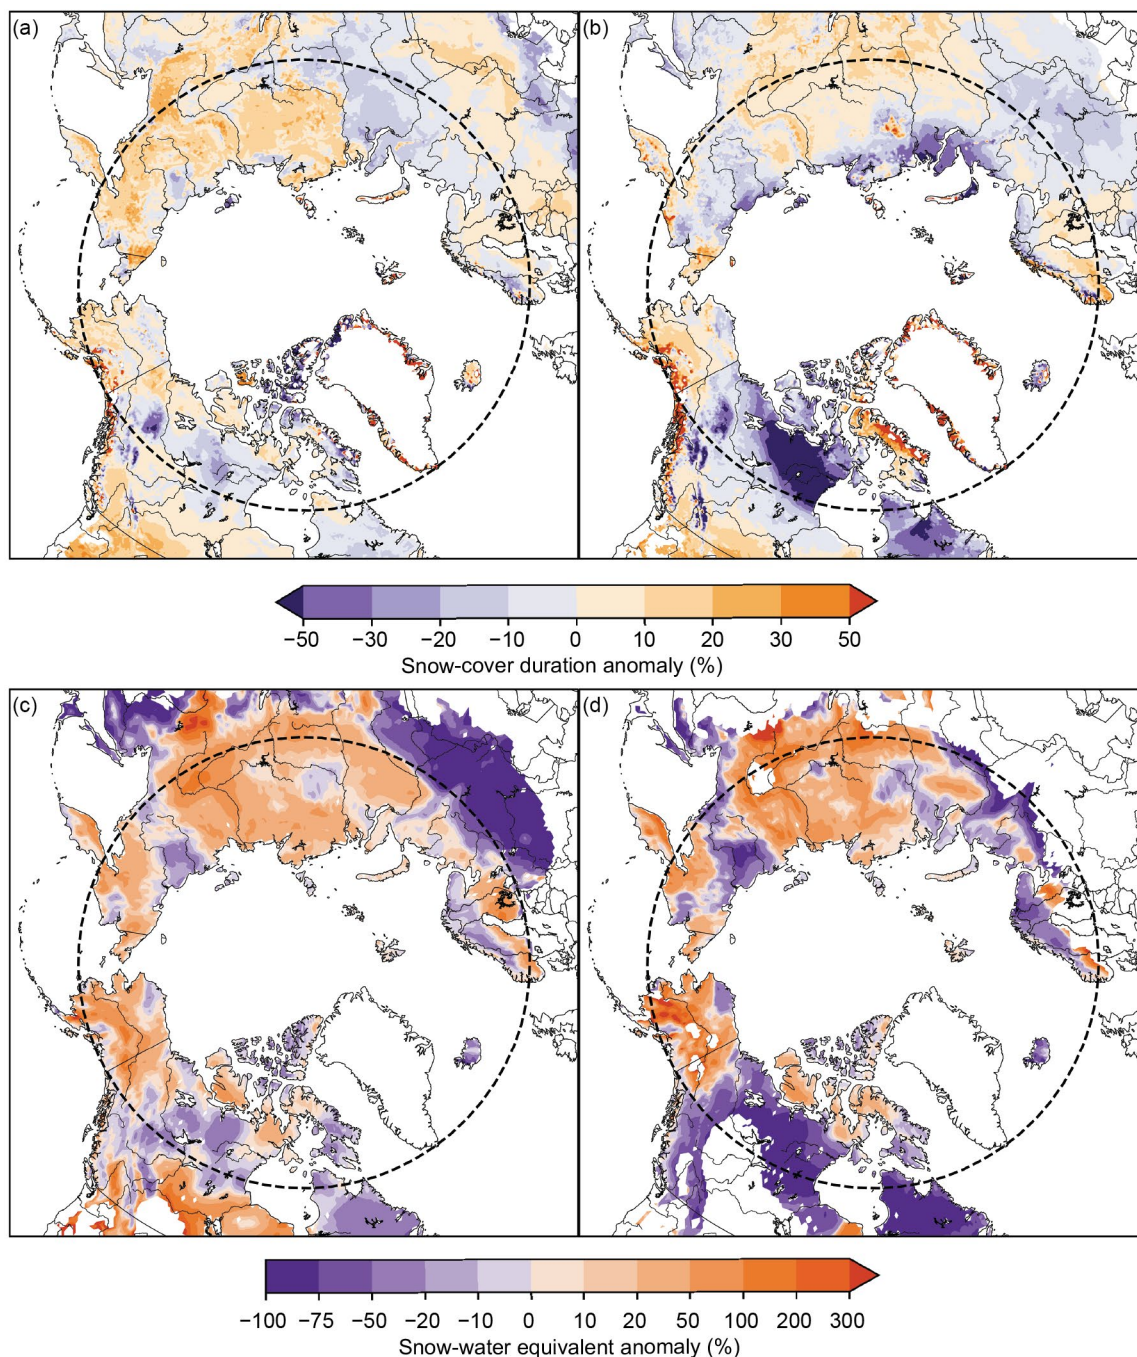 (a) (b)
−50 −30 −20 −10 0 10 20 30 50
Snow-cover duration anomaly (%)
(c) (d)
−100 −75 −50 −20 −10 0 10 20 50 100 200 300
Snow-water equivalent anomaly (%)